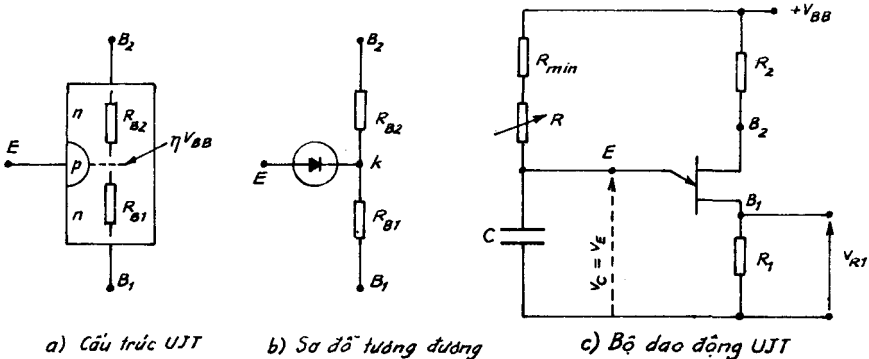 B2
n
RB2
ηVBB
E
p
n
RB1
B1
a) Cấu trúc UJT
B2
RB2
E
k
RB1
B1
b) Sơ đồ tương đương
+VBB
Rmin
R2
R
B2
E
B1
C
vC = vE
R1
vR1
c) Bộ dao động UJT